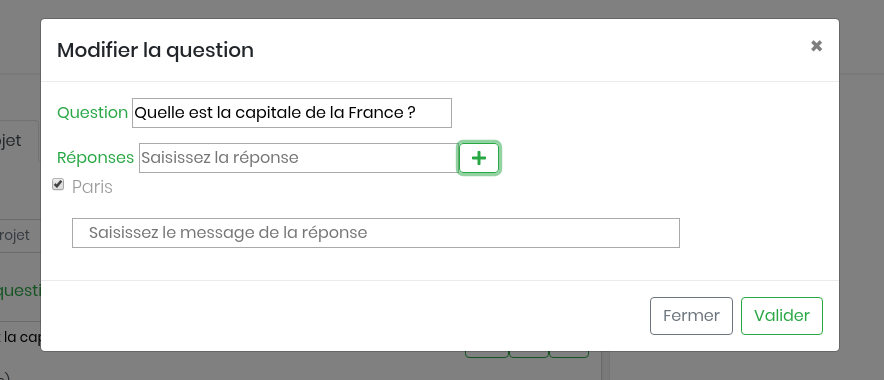 Modifier la question ×
Question Quelle est la capitale de la France ?
ojet
Réponses Saisissez la réponse +
Paris
rojet Saisissez le message de la réponse
questi
Fermer Valider
la cap